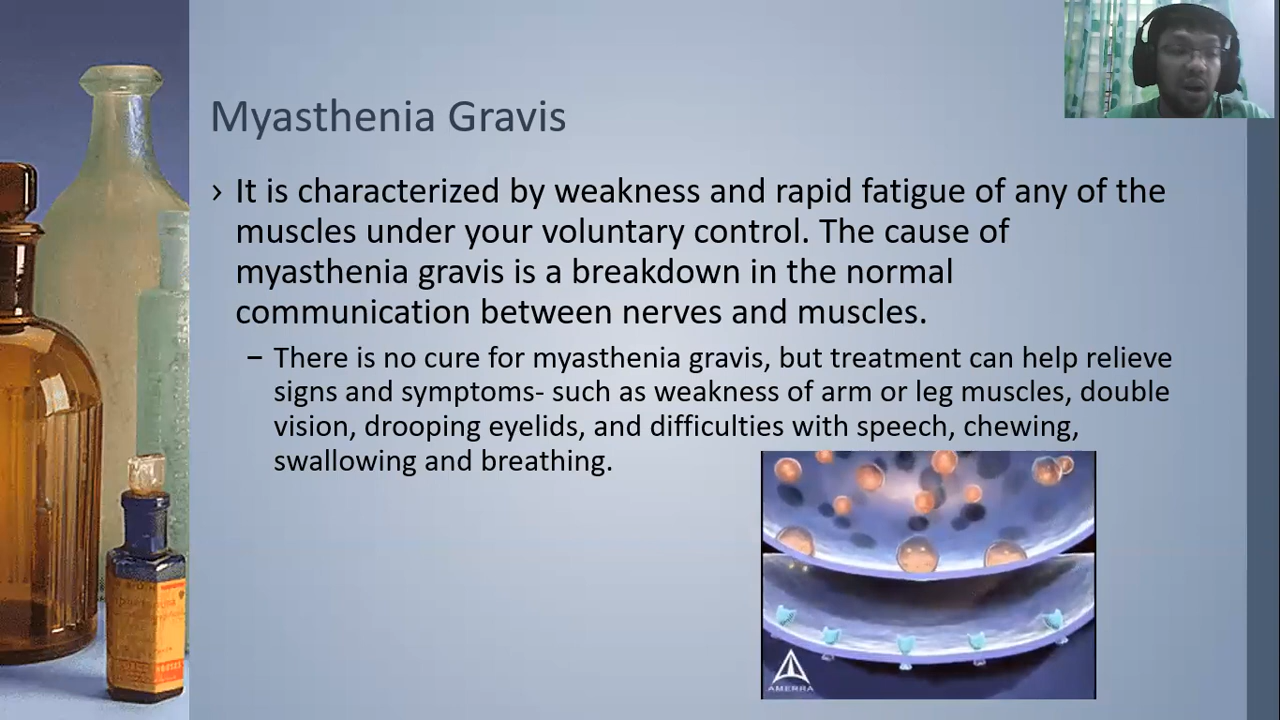 Myasthenia Gravis
› It is characterized by weakness and rapid fatigue of any of the
muscles under your voluntary control. The cause of
myasthenia gravis is a breakdown in the normal
communication between nerves and muscles.
– There is no cure for myasthenia gravis, but treatment can help relieve
signs and symptoms- such as weakness of arm or leg muscles, double
vision, drooping eyelids, and difficulties with speech, chewing,
swallowing and breathing.
AMERRA